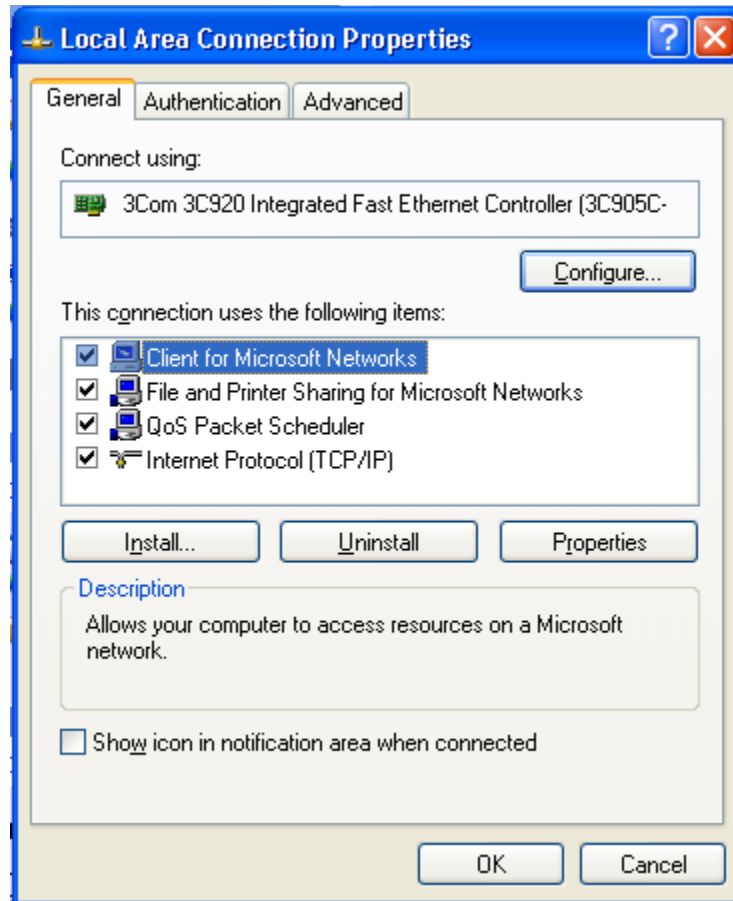 Local Area Connection Properties
General Authentication Advanced
Connect using:
3Com 3C920 Integrated Fast Ethernet Controller (3C905C-
Configure...
This connection uses the following items:
Client for Microsoft Networks
File and Printer Sharing for Microsoft Networks
QoS Packet Scheduler
Internet Protocol (TCP/IP)
Install... Uninstall Properties
Description
Allows your computer to access resources on a Microsoft
network.
Show icon in notification area when connected
OK Cancel